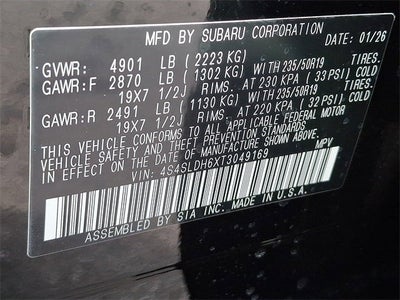 MFD BY SUBARU CORPORATION DATE 01/26
GVWR: 4901 LB (2223 KG) TIRES
GAWR:F 2870 LB (1302 KG) WITH 235/50R19
19X7 1/2J RIMS. AT 230 KPA (33 PSI) COLD TIRES
GAWR:R 2491 LB (1130 KG) WITH 235/50R19
19X7 1/2J RIMS. AT 220 KPA (32 PSI) COLD
THIS VEHICLE CONFORMS TO ALL APPLICABLE FEDERAL MOTOR
VEHICLE SAFETY AND THEFT PREVENTION STANDARDS
IN EFFECT ON THE DATE OF MANUFACTURE SHOWN ABOVE.
VIN: 4S4SLDH6XT3049169 MPV
ASSEMBLED BY SIA INC. MADE IN U.S.A.